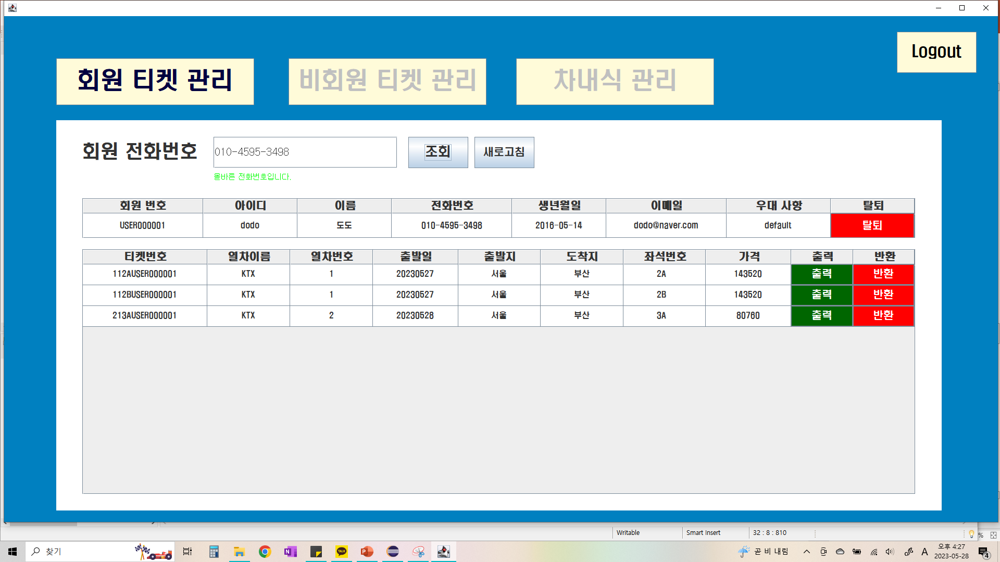 Logout
회원 티켓 관리 비회원 티켓 관리 차내식 관리
회원 전화번호 010-4595-3498 조회 새로고침
올바른 전화번호입니다.
회원 번호 아이디 이름 전화번호 생년월일 이메일 우대 사항 탈퇴
USER000001 dodo 도도 010-4595-3498 2016-05-14 dodo@naver.com default 탈퇴
티켓번호 열차이름 열차번호 출발일 출발지 도착지 좌석번호 가격 출력 반환
112AUSER000001 KTX 1 20230527 서울 부산 2A 143520 출력 반환
112BUSER000001 KTX 1 20230527 서울 부산 2B 143520 출력 반환
213AUSER000001 KTX 2 20230528 서울 부산 3A 80760 출력 반환
Writable Smart Insert 32 : 8 : 810 %
찾기 N TALK P 곧 비 내림 A 오후 4:27
2023-05-28 4